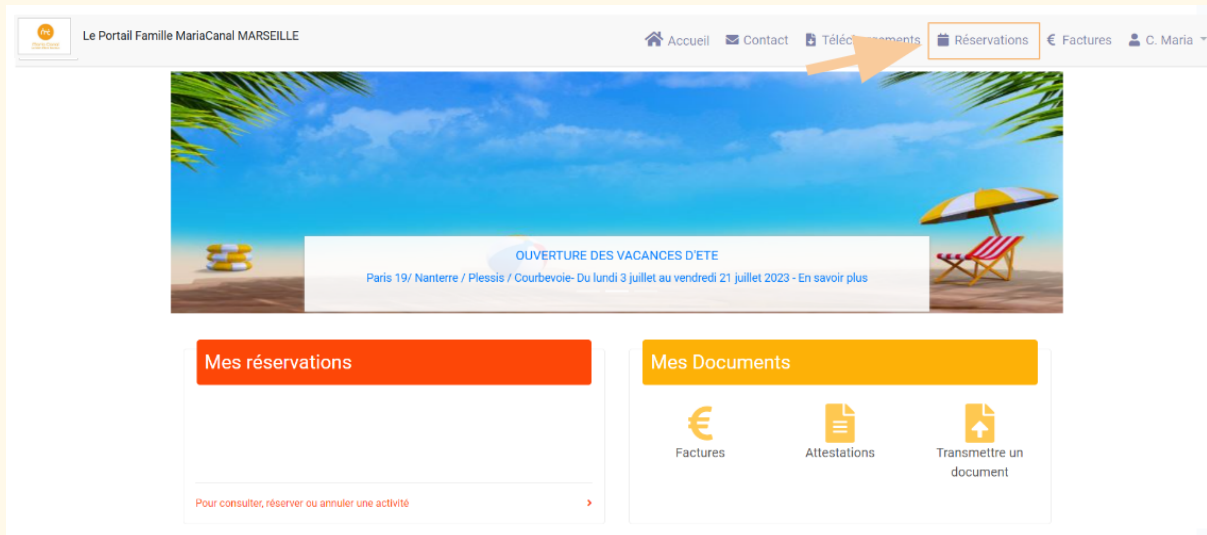 Le Portail Famille MariaCanal MARSEILLE
Accueil Contact Téléchargements Réservations € Factures C. Maria
OUVERTURE DES VACANCES D'ETE
Paris 19/ Nanterre / Plessis / Courbevoie- Du lundi 3 juillet au vendredi 21 juillet 2023 - En savoir plus
Mes réservations
Mes Documents
Factures
Attestations
Transmettre un
document
Pour consulter, réserver ou annuler une activité